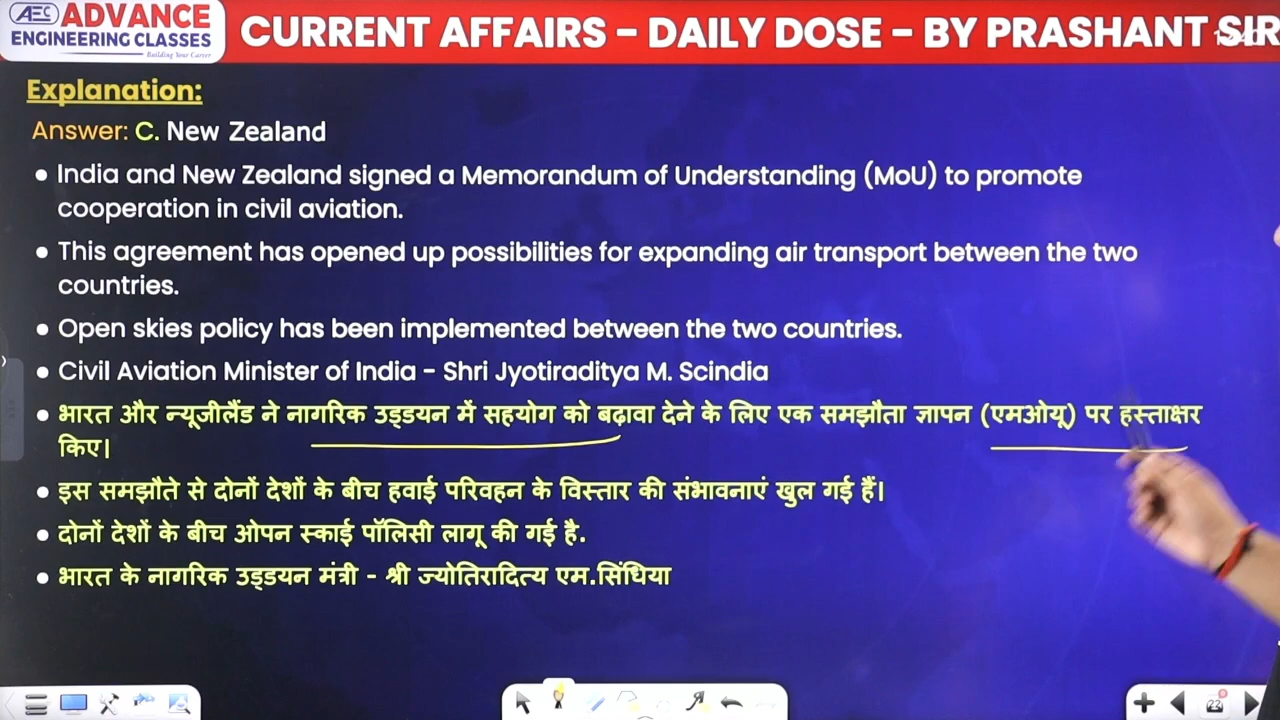 AEC ADVANCE
ENGINEERING CLASSES
Building Your Career
CURRENT AFFAIRS - DAILY DOSE - BY PRASHANT SIR
Explanation:
Answer: C. New Zealand
• India and New Zealand signed a Memorandum of Understanding (MoU) to promote
cooperation in civil aviation.
• This agreement has opened up possibilities for expanding air transport between the two
countries.
• Open skies policy has been implemented between the two countries.
• Civil Aviation Minister of India - Shri Jyotiraditya M. Scindia
• भारत और न्यूजीलैंड ने नागरिक उड्डयन में सहयोग को बढ़ावा देने के लिए एक समझौता ज्ञापन (एमओयू) पर हस्ताक्षर
किए।
• इस समझौते से दोनों देशों के बीच हवाई परिवहन के विस्तार की संभावनाएं खुल गई हैं।
• दोनों देशों के बीच ओपन स्काई पॉलिसी लागू की गई है.
• भारत के नागरिक उड्डयन मंत्री - श्री ज्योतिरादित्य एम.सिंधिया
22